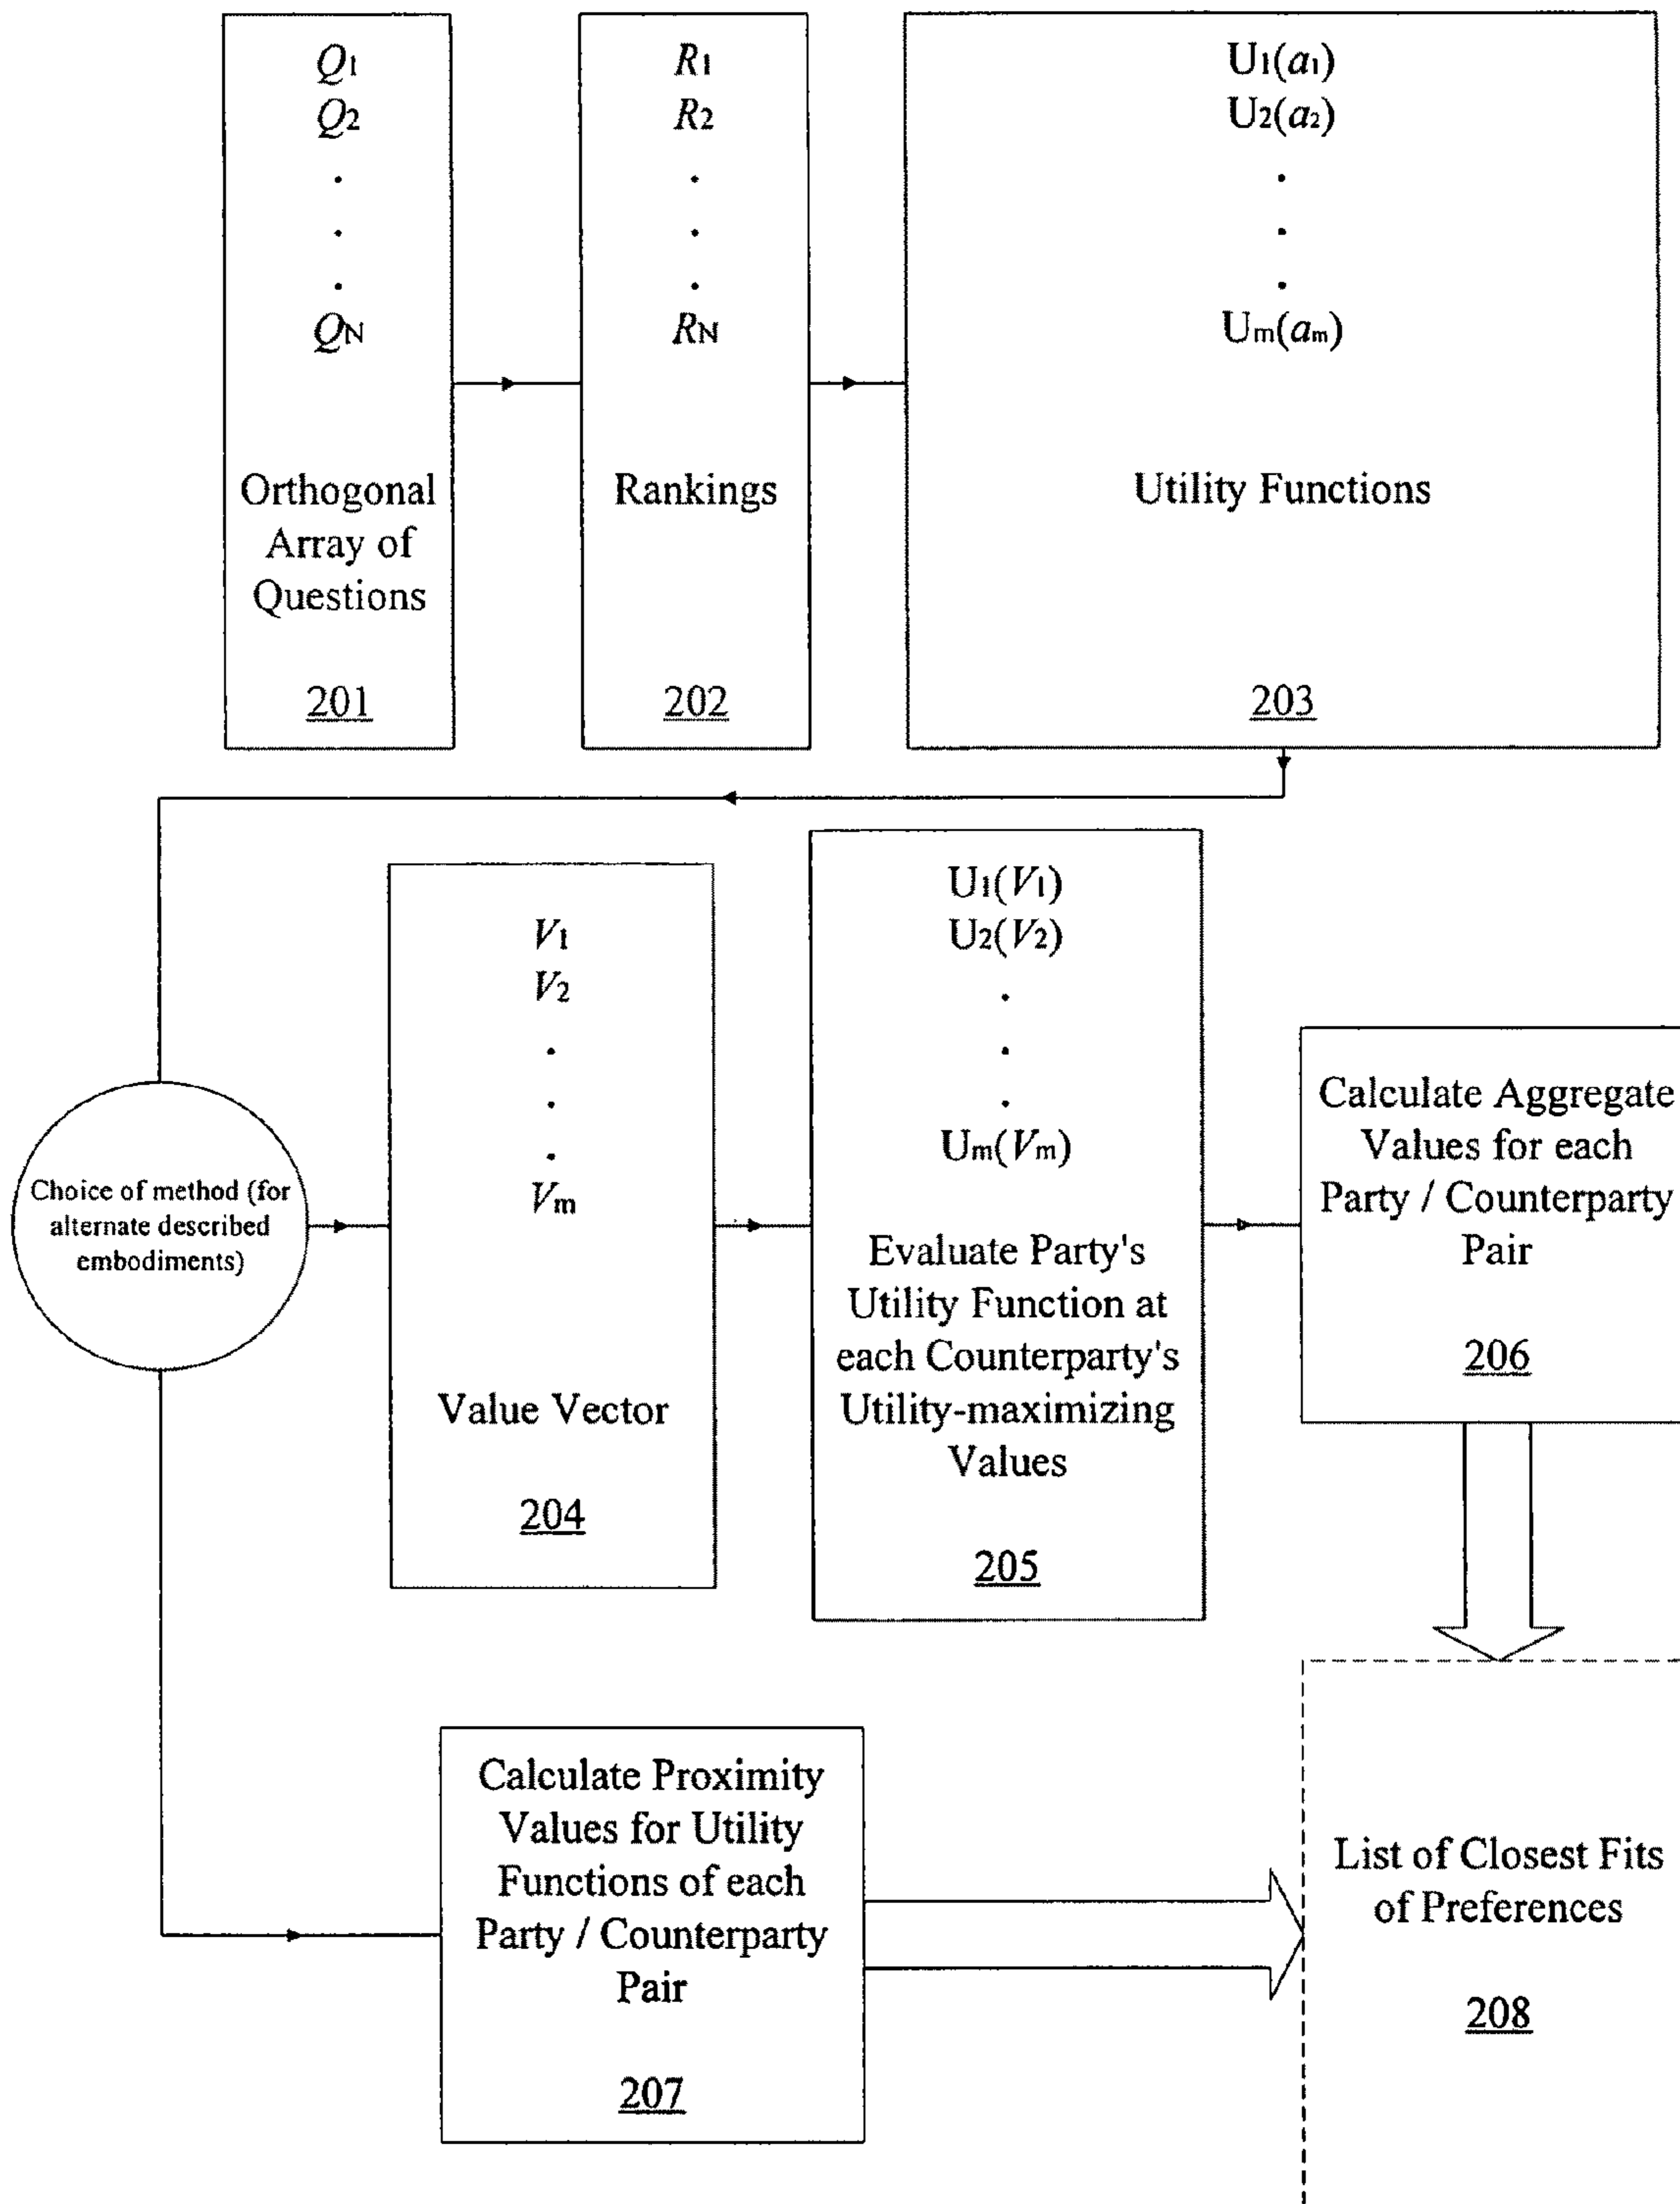 Q1
Q2
.
.
.
QN
Orthogonal
Array of
Questions
201
R1
R2
.
.
.
RN
Rankings
202
U1(a1)
U2(a2)
.
.
.
Um(am)
Utility Functions
203
Choice of method (for
alternate described
embodiments)
V1
V2
.
.
.
Vm
Value Vector
204
U1(V1)
U2(V2)
.
.
.
Um(Vm)
Evaluate Party's
Utility Function at
each Counterparty's
Utility-maximizing
Values
205
Calculate Aggregate
Values for each
Party / Counterparty
Pair
206
Calculate Proximity
Values for Utility
Functions of each
Party / Counterparty
Pair
207
List of Closest Fits
of Preferences
208